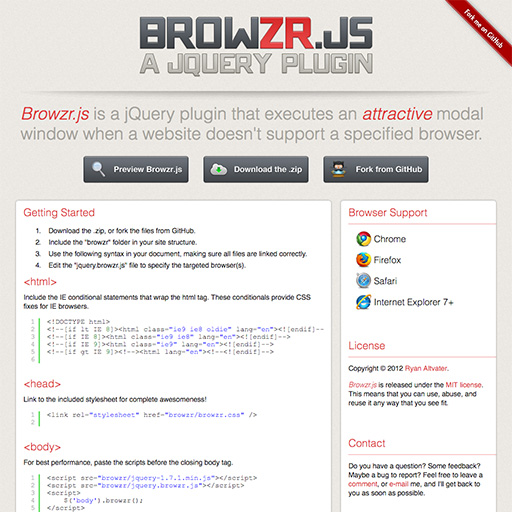 BROWZR.JS
A JQUERY PLUGIN
Fork me on GitHub
Browzr.js is a jQuery plugin that executes an attractive modal
window when a website doesn't support a specified browser.
Preview Browzr.js
Download the .zip
Fork from GitHub
Getting Started
1. Download the .zip, or fork the files from GitHub.
2. Include the "browzr" folder in your site structure.
3. Use the following syntax in your document, making sure all files are linked correctly.
4. Edit the "jquery.browzr.js" file to specify the targeted browser(s).
<html>
Include the IE conditional statements that wrap the html tag. These conditionals provide CSS
fixes for IE browsers.
1 <!DOCTYPE html>
2 <!--[if lt IE 8]><html class="ie9 ie8 oldie" lang="en"><![endif]--
3 <!--[if IE 8]><html class="ie9 ie8" lang="en"><![endif]-->
4 <!--[if IE 9]><html class="ie9" lang="en"><![endif]-->
5 <!--[if gt IE 9]><!--><html lang="en"><!--<![endif]-->
6
<head>
Link to the included stylesheet for complete awesomeness!
1 <link rel="stylesheet" href="browzr/browzr.css" />
2
<body>
For best performance, paste the scripts before the closing body tag.
1 <script src="browzr/jquery-1.7.1.min.js"></script>
2 <script src="browzr/jquery.browzr.js"></script>
3 <script>
4 $('body').browzr();
5 </script>
Browser Support
Chrome
Firefox
Safari
Internet Explorer 7+
License
Copyright © 2012 Ryan Altvater.
Browzr.js is released under the MIT license.
This means that you can use, abuse, and
reuse it any way that you see fit.
Contact
Do you have a question? Some feedback?
Maybe a bug to report? Feel free to leave a
comment, or e-mail me, and I'll get back to
you as soon as possible.